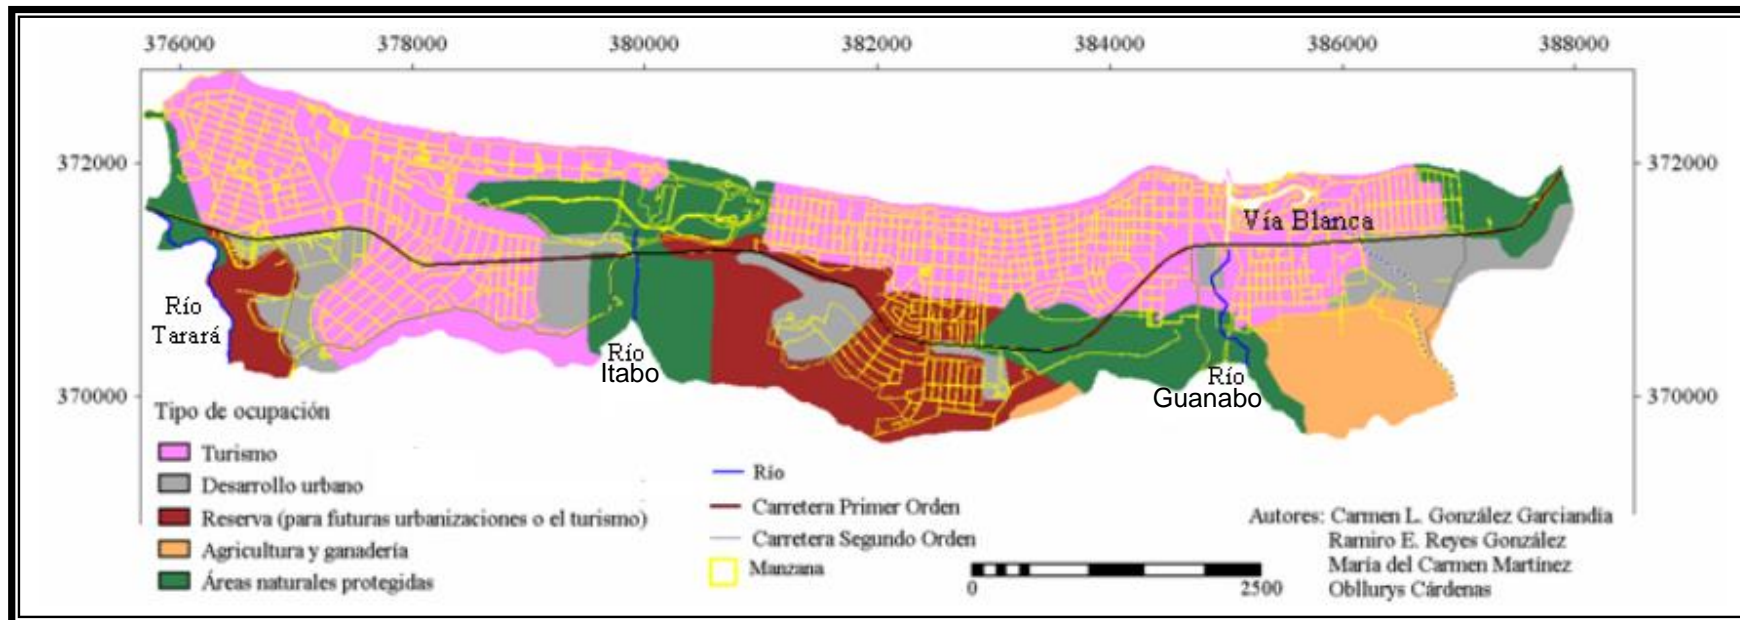 376000 378000 380000 382000 384000 386000 388000
372000 372000
Vía Blanca
Río
Tarará
Río
Itabo
Río
Guanabo
370000 370000
Tipo de ocupación
Turismo
Desarrollo urbano
Reserva (para futuras urbanizaciones o el turismo)
Agricultura y ganadería
Áreas naturales protegidas
Río
Carretera Primer Orden
Carretera Segundo Orden
Manzana
0 2500
Autores: Carmen L. González Garciandía
Ramiro E. Reyes González
María del Carmen Martínez
Obllurys Cárdenas